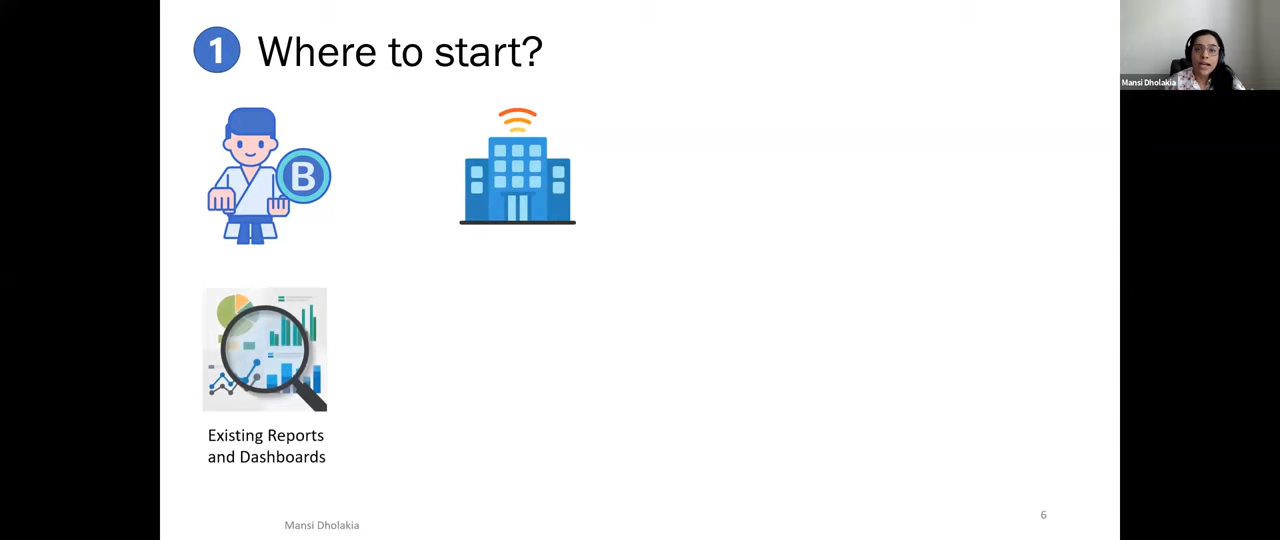 1 Where to start?
Mansi Dholakia
B
Existing Reports
and Dashboards
Mansi Dholakia
6